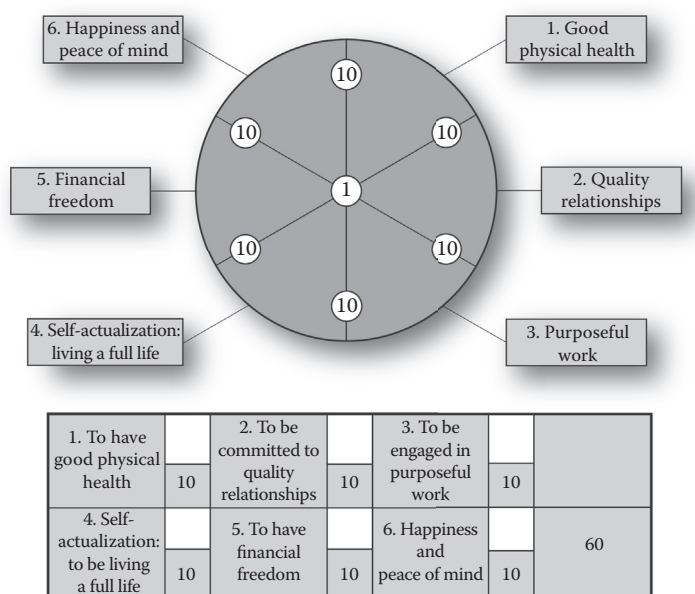 6. Happiness and
peace of mind
1. Good
physical health
10
10
10
5. Financial
freedom
1
2. Quality
relationships
10
10
10
4. Self-actualization:
living a full life
3. Purposeful
work
1. To have
good physical
health
10
2. To be
committed to
quality
relationships
10
3. To be
engaged in
purposeful
work
10
4. Self-
actualization:
to be living
a full life
10
5. To have
financial
freedom
10
6. Happiness
and
peace of mind
10
60